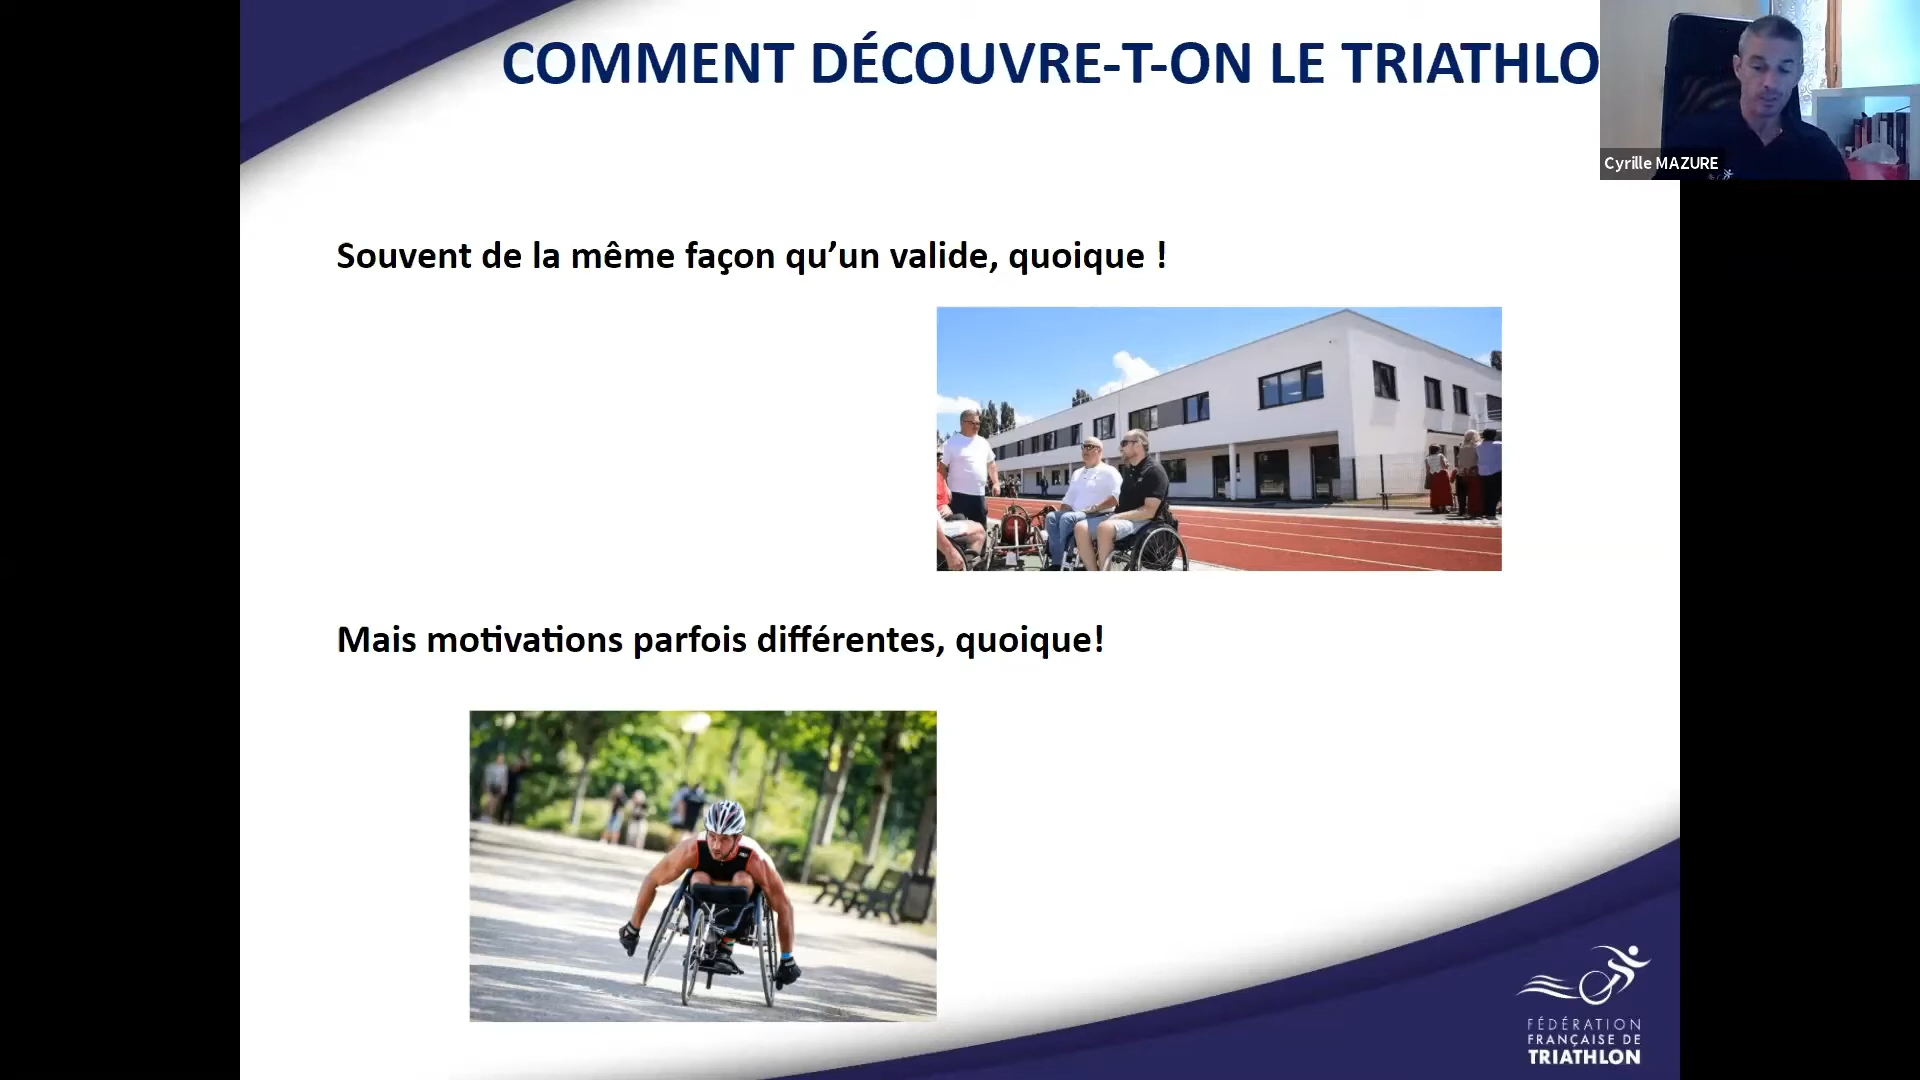 COMMENT DÉCOUVRE-T-ON LE TRIATHLO
Cyrille MAZURE
Souvent de la même façon qu’un valide, quoique !
Mais motivations parfois différentes, quoique!
FÉDÉRATION
FRANÇAISE DE
TRIATHLON